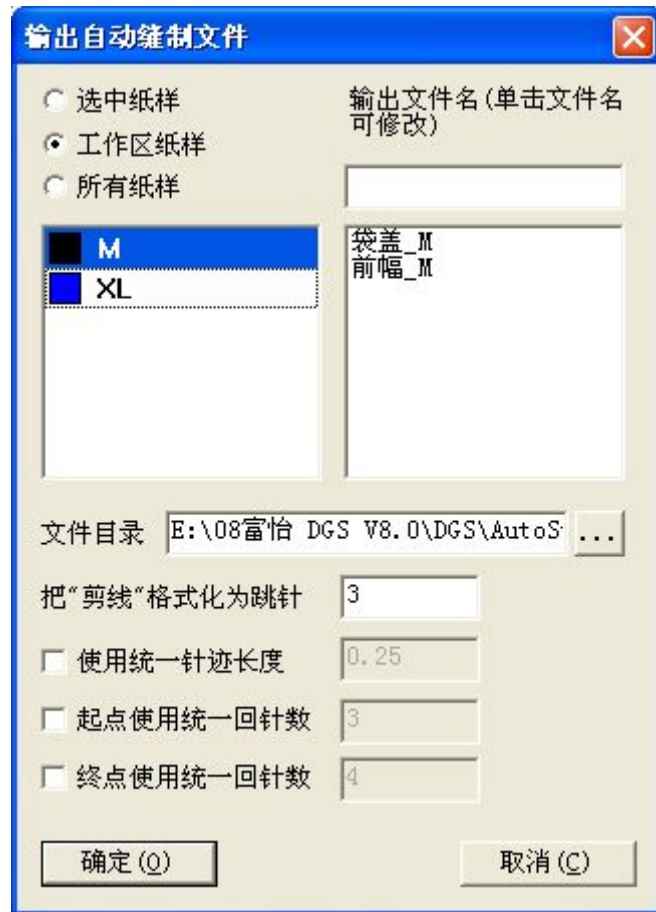 输出自动缝制文件
选中纸样
工作区纸样
所有纸样
输出文件名(单击文件名
可修改)
M
XL
袋盖_M
前幅_M
文件目录 E:\08富怡 DGS V8.0\DGS\AutoS
...
把"剪线"格式化为跳针 3
使用统一针迹长度 0.25
起点使用统一回针数 3
终点使用统一回针数 4
确定(O) 取消(C)